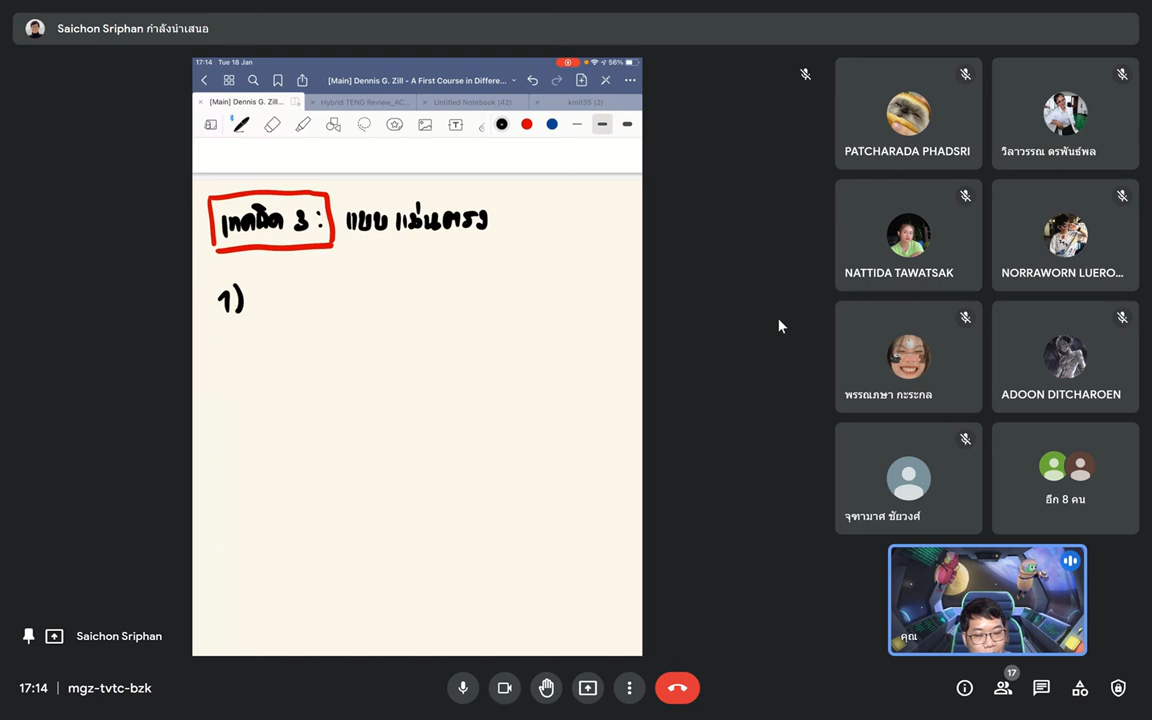 Saichon Sriphan กำลังนำเสนอ
17:14 Tue 18 Jan
56%
[Main] Dennis G. Zill - A First Course in Differe...
[Main] Dennis G. Zill...
Hybrid TENG Review_AC...
Untitled Notebook (42)
kmit35 (2)
เทคนิค 3 : แบบ แม่นตรง
1)
PATCHARADA PHADSRI
วิลาวรรณ ดรพันธ์พล
NATTIDA TAWATSAK
NORRAWORN LUERO...
พรรณภษา กะระกล
ADOON DITCHAROEN
จุฑามาศ ชัยวงศ์
อีก 8 คน
คุณ
Saichon Sriphan
17:14 | mgz-tvtc-bzk
17